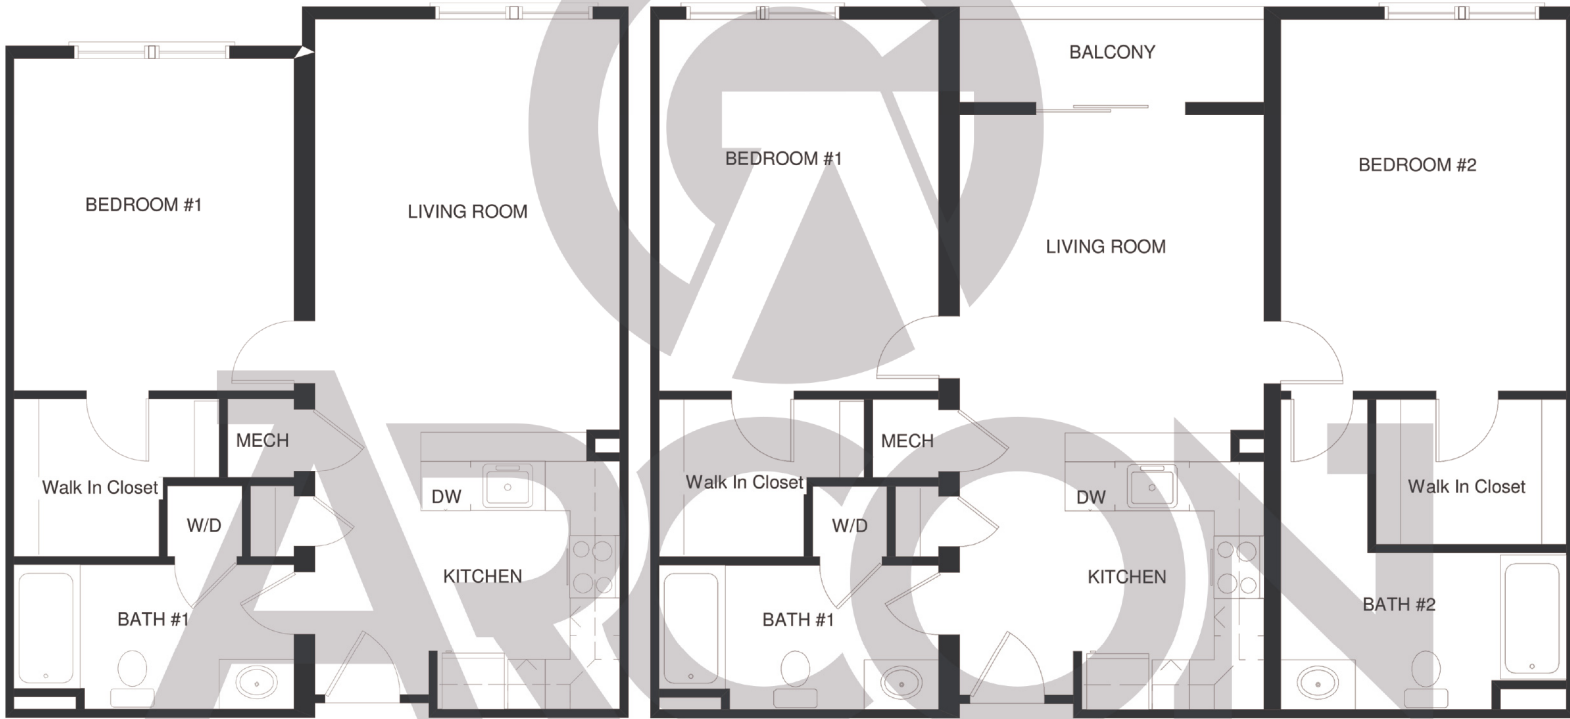 BEDROOM #1
LIVING ROOM
MECH
Walk In Closet
W/D
DW
KITCHEN
BATH #1
BALCONY
BEDROOM #1
LIVING ROOM
BEDROOM #2
MECH
Walk In Closet
W/D
DW
KITCHEN
BATH #1
Walk In Closet
BATH #2
ARCON